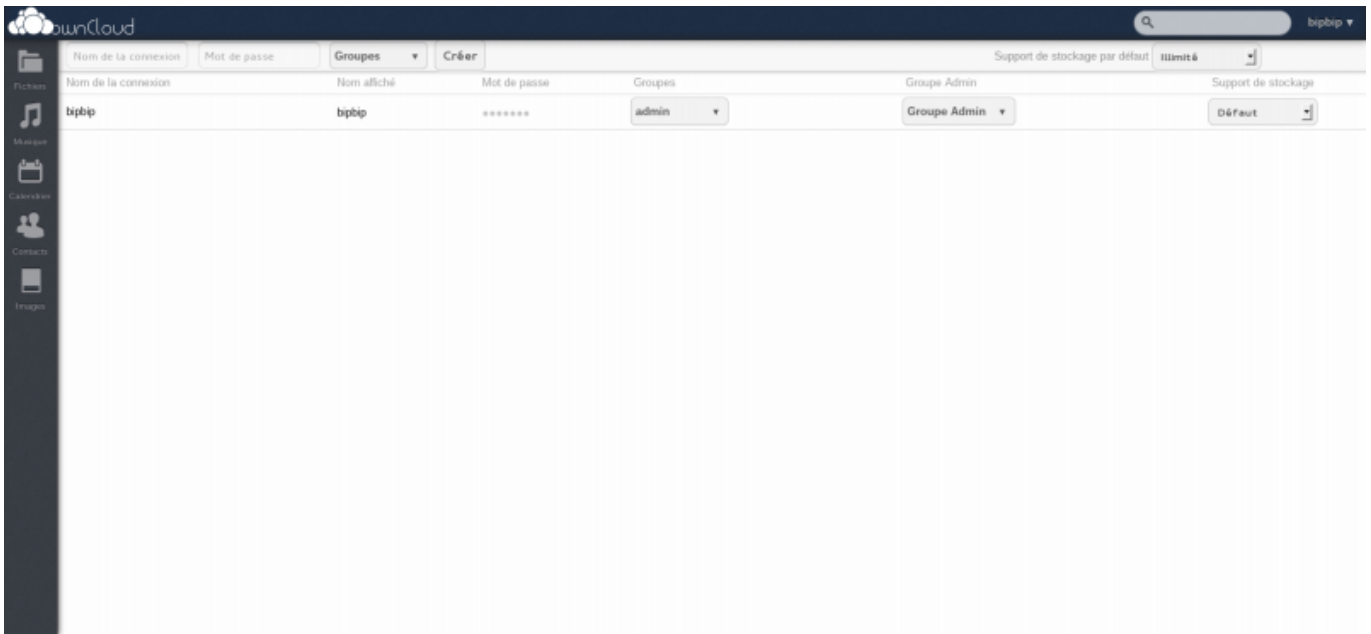 ownCloud
bipbip ▾
Nom de la connexion Mot de passe Groupes ▾ Créer Support de stockage par défaut Illimité
Nom de la connexion Nom affiché Mot de passe Groupes Groupe Admin Support de stockage
bipbip bipbip ●●●●●●● admin ▾ Groupe Admin ▾ Défaut
Fichiers
Musique
Calendrier
Contacts
Images